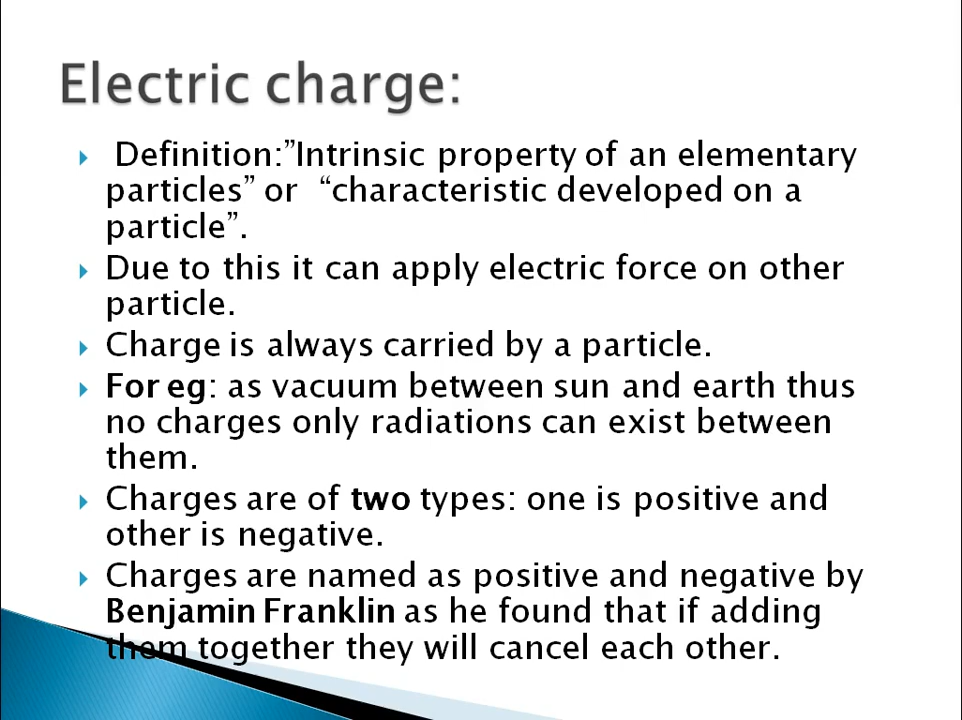 Electric charge:
Definition:”Intrinsic property of an elementary
particles” or “characteristic developed on a
particle”.
Due to this it can apply electric force on other
particle.
Charge is always carried by a particle.
For eg: as vacuum between sun and earth thus
no charges only radiations can exist between
them.
Charges are of two types: one is positive and
other is negative.
Charges are named as positive and negative by
Benjamin Franklin as he found that if adding
them together they will cancel each other.